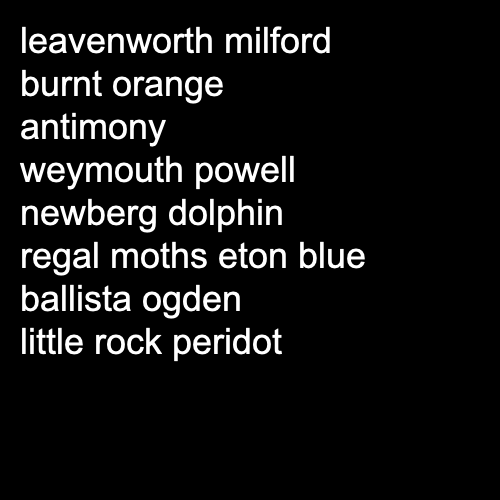 leavenworth milford
burnt orange
antimony
weymouth powell
newberg dolphin
regal moths eton blue
ballista ogden
little rock peridot